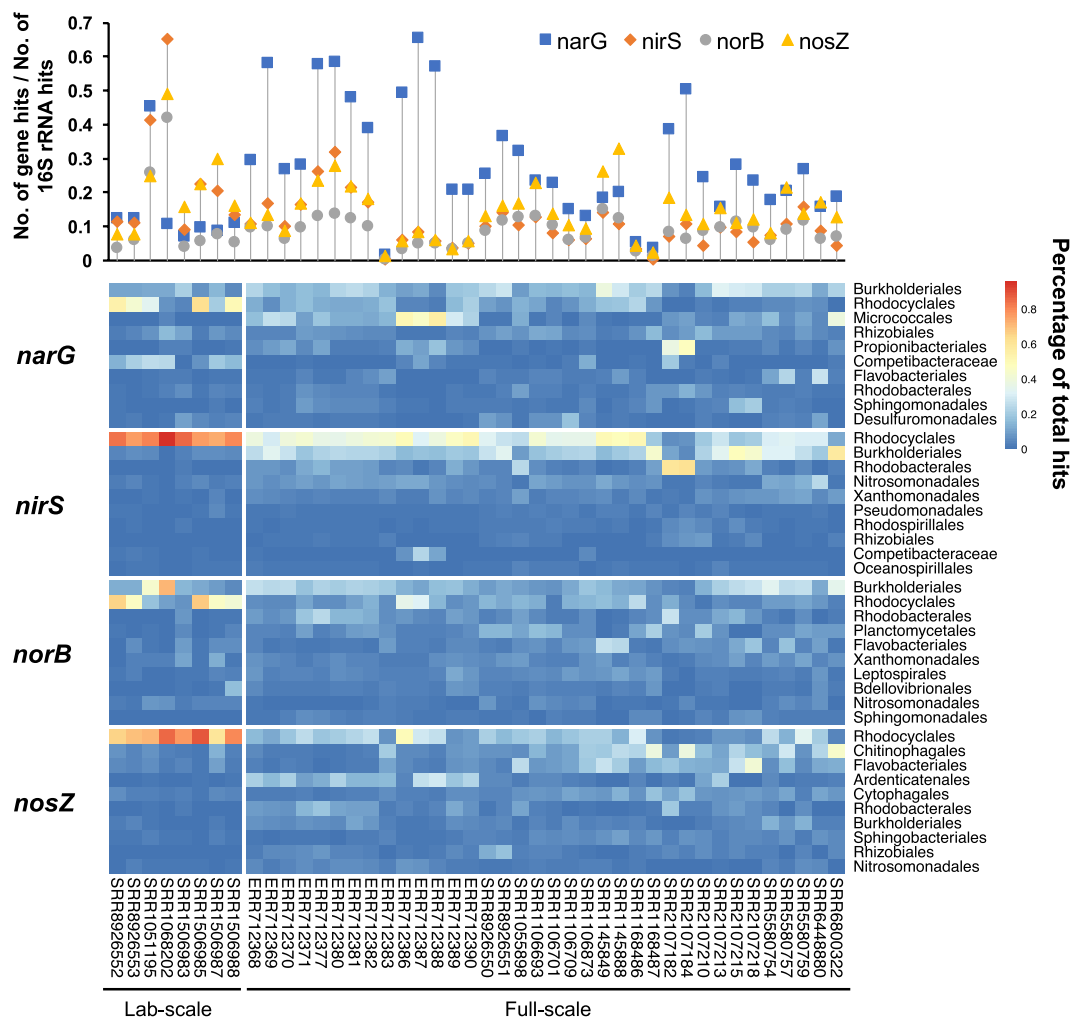 No. of gene hits / No. of
16S rRNA hits
0.7
0.6
0.5
0.4
0.3
0.2
0.1
0
narG nirS norB nosZ
narG
Burkholderiales
Rhodocyclales
Micrococcales
Rhizobiales
Propionibacteriales
Competibacteraceae
Flavobacteriales
Rhodobacterales
Sphingomonadales
Desulfuromonadales
nirS
Rhodocyclales
Burkholderiales
Rhodobacterales
Nitrosomonadales
Xanthomonadales
Pseudomonadales
Rhodospirillales
Rhizobiales
Competibacteraceae
Oceanospirillales
norB
Burkholderiales
Rhodocyclales
Rhodobacterales
Planctomycetales
Flavobacteriales
Xanthomonadales
Leptospirales
Bdellovibrionales
Nitrosomonadales
Sphingomonadales
nosZ
Rhodocyclales
Chitinophagales
Flavobacteriales
Ardenticatenales
Cytophagales
Rhodobacterales
Burkholderiales
Sphingobacteriales
Rhizobiales
Nitrosomonadales
0.8
0.6
0.4
0.2
0
Percentage of total hits
SRR8926552
SRR8926553
SRR1051195
SRR1068202
SRR1506983
SRR1506985
SRR1506987
SRR1506988
ERR712368
ERR712369
ERR712370
ERR712371
ERR712377
ERR712380
ERR712381
ERR712382
ERR712383
ERR712386
ERR712387
ERR712388
ERR712389
ERR712390
SRR8926550
SRR8926551
SRR1055898
SRR1106693
SRR1106701
SRR1106709
SRR1106873
SRR1145849
SRR1145888
SRR1168486
SRR1168487
SRR2107182
SRR2107184
SRR2107210
SRR2107213
SRR2107215
SRR2107218
SRR5580754
SRR5580757
SRR5580759
SRR6448880
SRR6800322
Lab-scale
Full-scale